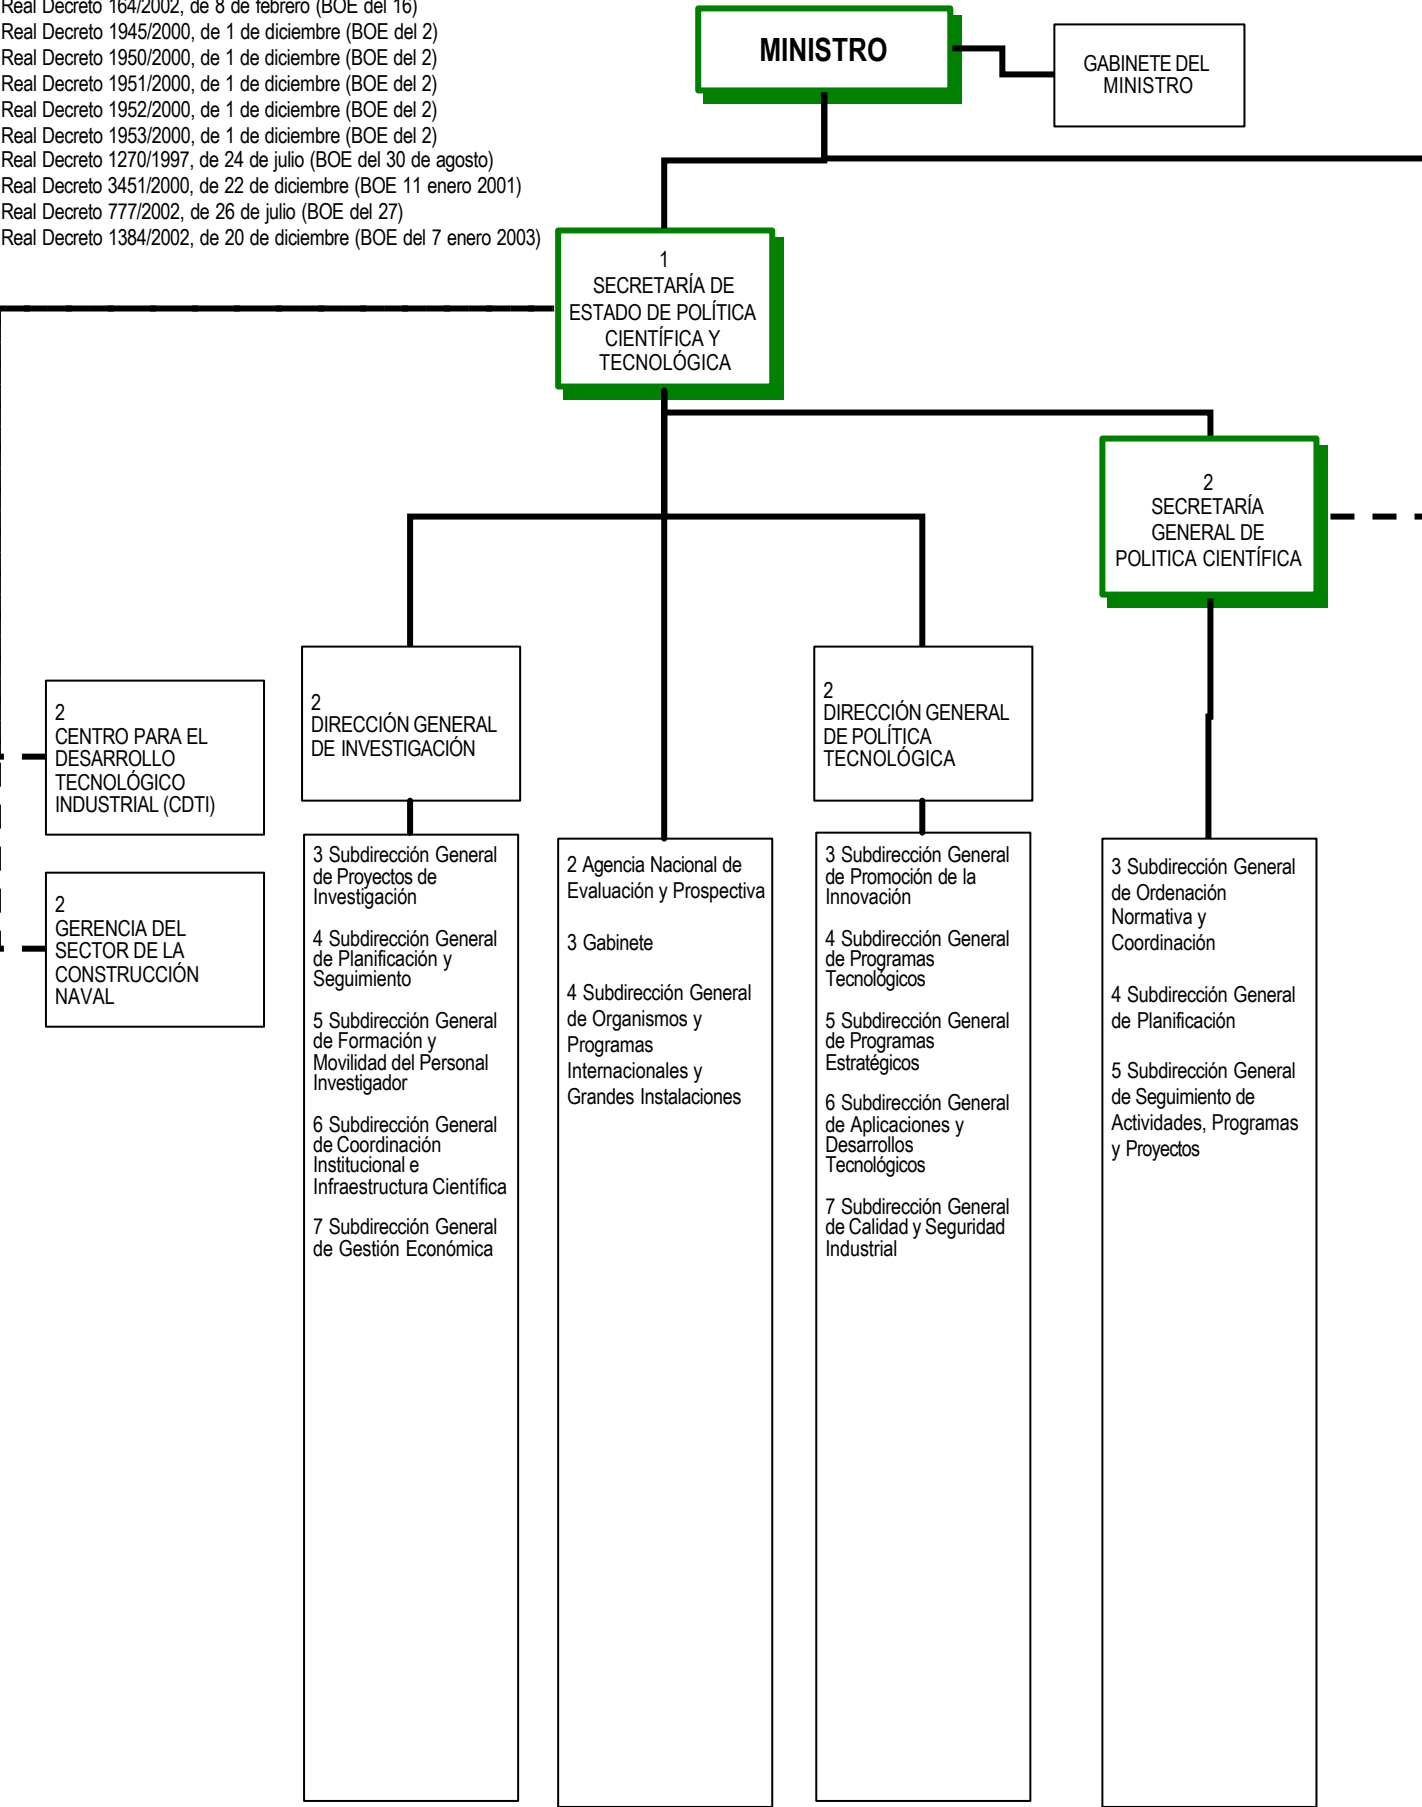 Real Decreto 164/2002, de 8 de febrero (BOE del 16)
Real Decreto 1945/2000, de 1 de diciembre (BOE del 2)
Real Decreto 1950/2000, de 1 de diciembre (BOE del 2)
Real Decreto 1951/2000, de 1 de diciembre (BOE del 2)
Real Decreto 1952/2000, de 1 de diciembre (BOE del 2)
Real Decreto 1953/2000, de 1 de diciembre (BOE del 2)
Real Decreto 1270/1997, de 24 de julio (BOE del 30 de agosto)
Real Decreto 3451/2000, de 22 de diciembre (BOE 11 enero 2001)
Real Decreto 777/2002, de 26 de julio (BOE del 27)
Real Decreto 1384/2002, de 20 de diciembre (BOE del 7 enero 2003)
MINISTRO
GABINETE DEL
MINISTRO
1
SECRETARÍA DE
ESTADO DE POLÍTICA
CIENTÍFICA Y
TECNOLÓGICA
2
SECRETARÍA
GENERAL DE
POLITICA CIENTÍFICA
2
CENTRO PARA EL
DESARROLLO
TECNOLÓGICO
INDUSTRIAL (CDTI)
2
GERENCIA DEL
SECTOR DE LA
CONSTRUCCIÓN
NAVAL
2
DIRECCIÓN GENERAL
DE INVESTIGACIÓN
3 Subdirección General
de Proyectos de
Investigación
4 Subdirección General
de Planificación y
Seguimiento
5 Subdirección General
de Formación y
Movilidad del Personal
Investigador
6 Subdirección General
de Coordinación
Institucional e
Infraestructura Científica
7 Subdirección General
de Gestión Económica
2 Agencia Nacional de
Evaluación y Prospectiva
3 Gabinete
4 Subdirección General
de Organismos y
Programas
Internacionales y
Grandes Instalaciones
2
DIRECCIÓN GENERAL
DE POLÍTICA
TECNOLÓGICA
3 Subdirección General
de Promoción de la
Innovación
4 Subdirección General
de Programas
Tecnológicos
5 Subdirección General
de Programas
Estratégicos
6 Subdirección General
de Aplicaciones y
Desarrollos
Tecnológicos
7 Subdirección General
de Calidad y Seguridad
Industrial
3 Subdirección General
de Ordenación
Normativa y
Coordinación
4 Subdirección General
de Planificación
5 Subdirección General
de Seguimiento de
Actividades, Programas
y Proyectos